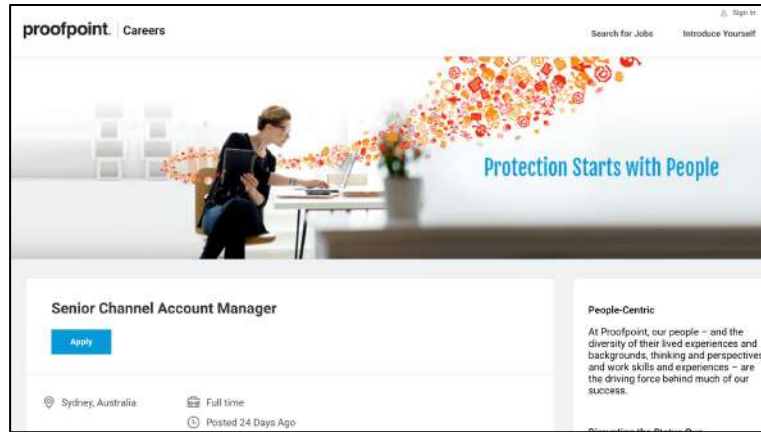 Sign In
proofpoint. Careers
Search for Jobs
Introduce Yourself
Protection Starts with People
Senior Channel Account Manager
Apply
Sydney, Australia
Full time
Posted 24 Days Ago
People-Centric
At Proofpoint, our people – and the
diversity of their lived experiences and
backgrounds, thinking and perspectives
and work skills and experiences – are
the driving force behind much of our
success.